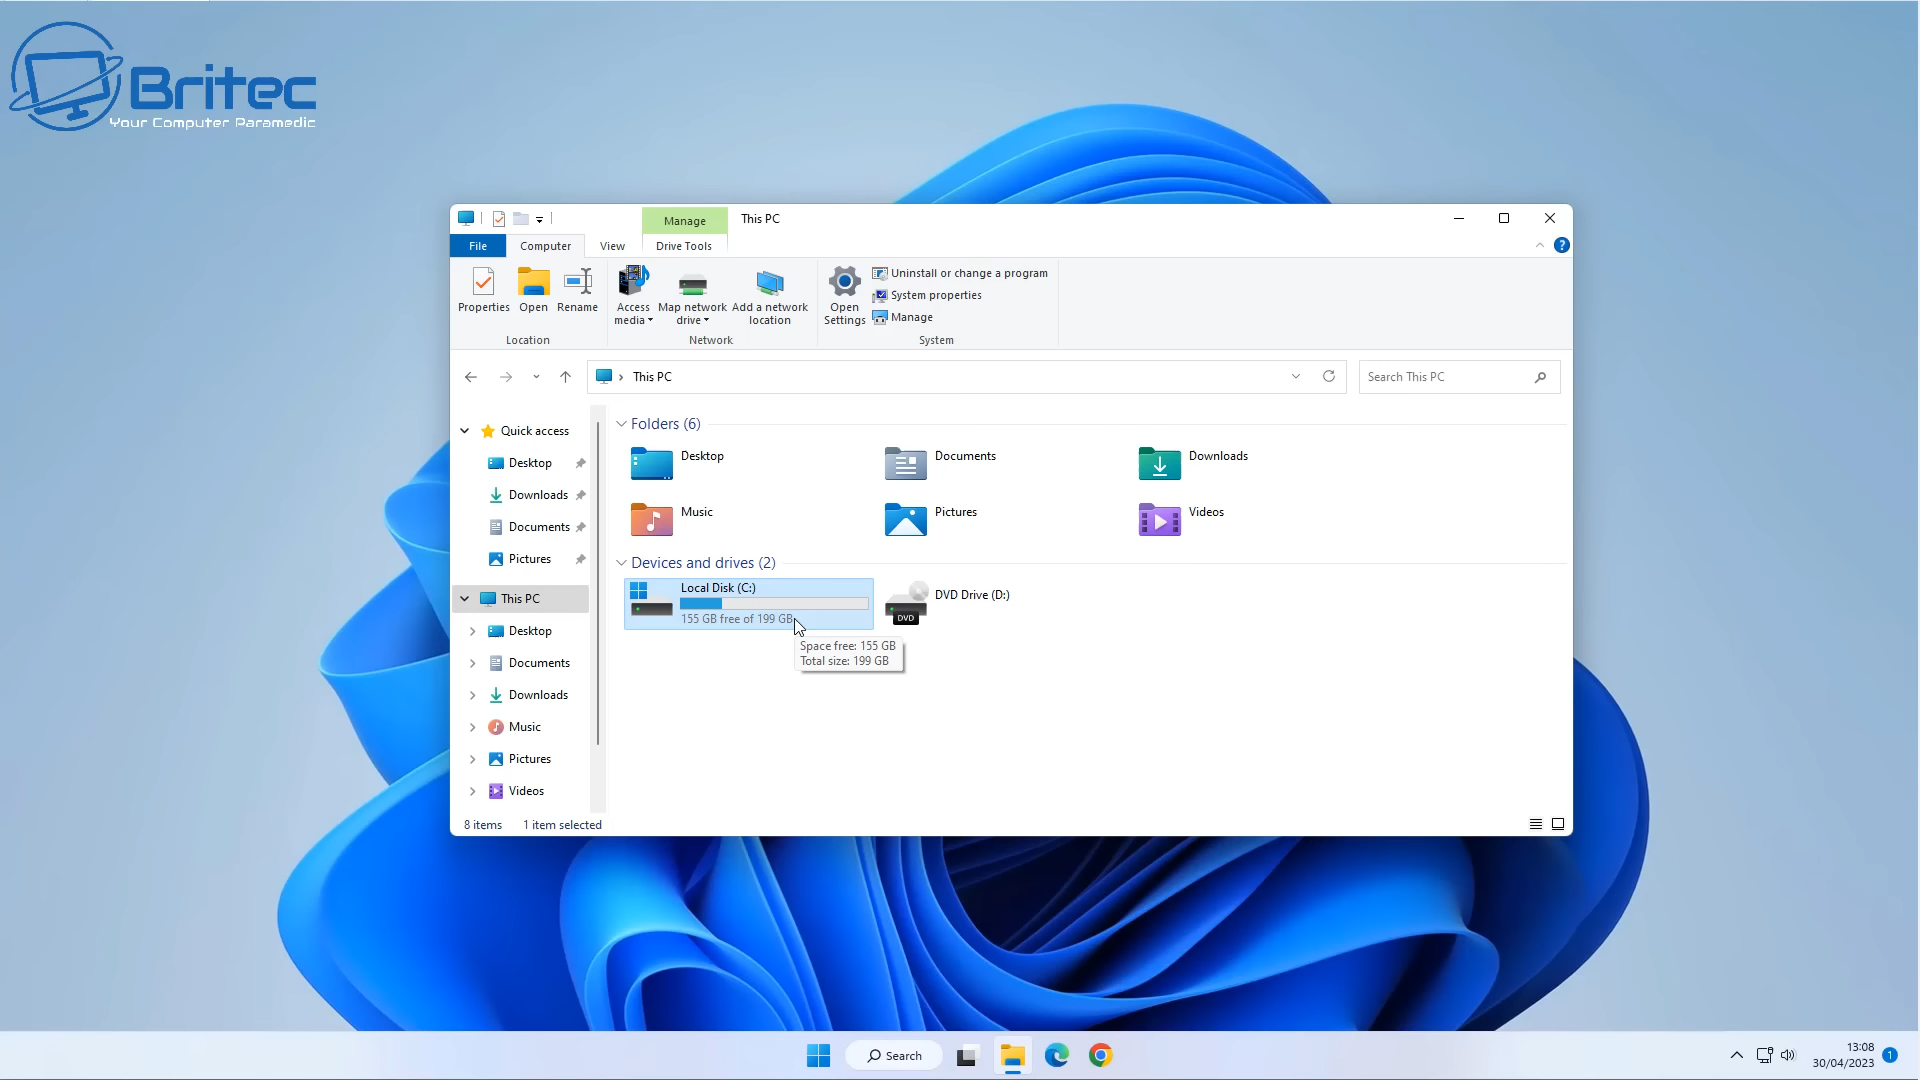 Britec
Your Computer Paramedic
Manage
This PC
File
Computer
View
Drive Tools
Properties
Open
Rename
Access media
Map network drive
Add a network location
Open Settings
Uninstall or change a program
System properties
Manage
Location
Network
System
This PC
Search This PC
Quick access
Desktop
Downloads
Documents
Pictures
This PC
Desktop
Documents
Downloads
Music
Pictures
Videos
Folders (6)
Desktop
Documents
Downloads
Music
Pictures
Videos
Devices and drives (2)
Local Disk (C:)
155 GB free of 199 GB
DVD Drive (D:)
DVD
Space free: 155 GB
Total size: 199 GB
8 items
1 item selected
Search
13:08
30/04/2023
1